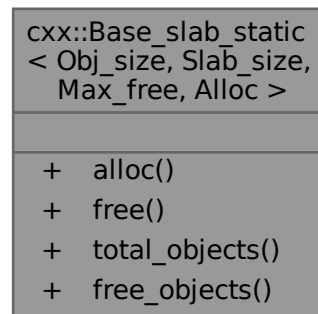 cxx::Base_slab_static
< Obj_size, Slab_size,
Max_free, Alloc >
+ alloc()
+ free()
+ total_objects()
+ free_objects()